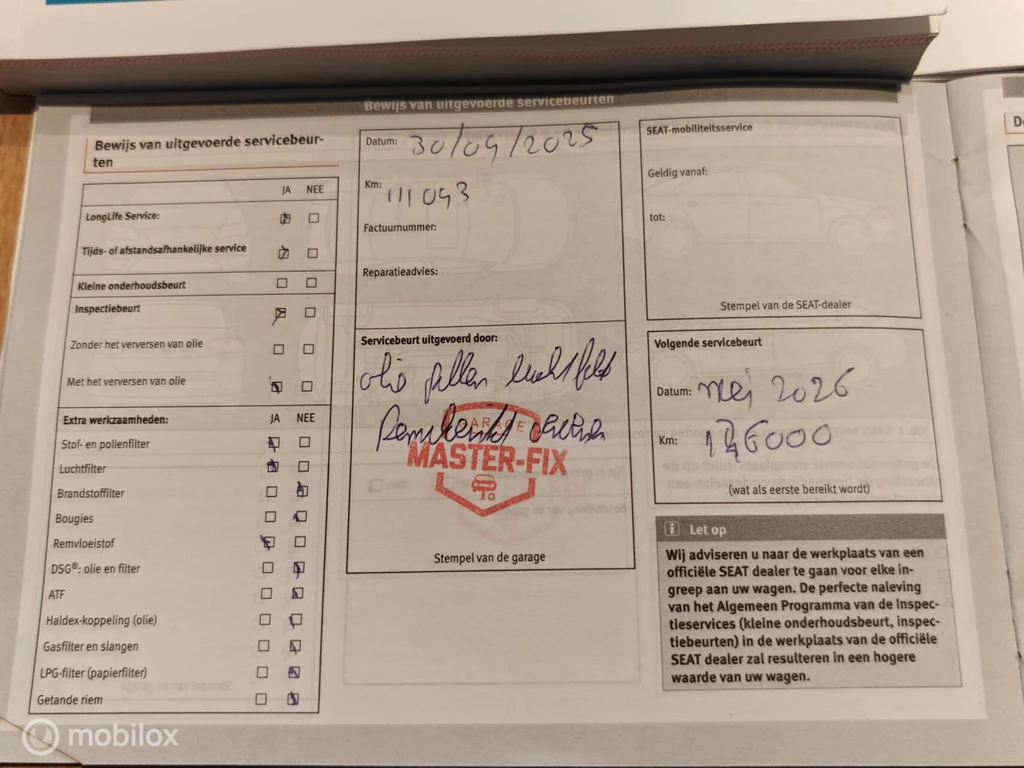 Bewijs van uitgevoerde servicebeurten
Bewijs van uitgevoerde servicebeur-
ten
JA NEE
LongLife Service:
Tijds- of afstandsafhankelijke service
Kleine onderhoudsbeurt
Inspectiebeurt
Zonder het verversen van olie
Met het verversen van olie
Extra werkzaamheden: JA NEE
Stof- en pollenfilter
Luchtfilter
Brandstoffilter
Bougies
Remvloeistof
DSG®: olie en filter
ATF
Haldex-koppeling (olie)
Gasfilter en slangen
LPG-filter (papierfilter)
Getande riem
Datum: 30/09/2025
Km: 111093
Factuurnummer:
Reparatieadvies:
Servicebeurt uitgevoerd door:
olio
GARAGE
MASTER-FIX
Stempel van de garage
SEAT-mobiliteitsservice
Geldig vanaf:
tot:
Stempel van de SEAT-dealer
Volgende servicebeurt
Datum: mei 2026
Km:
(wat als eerste bereikt wordt)
i Let op
Wij adviseren u naar de werkplaats van een
officiële SEAT dealer te gaan voor elke in-
greep aan uw wagen. De perfecte naleving
van het Algemeen Programma van de Inspec-
tieservices (kleine onderhoudsbeurt, inspec-
tiebeurten) in de werkplaats van de officiële
SEAT dealer zal resulteren in een hogere
waarde van uw wagen.
mobilox